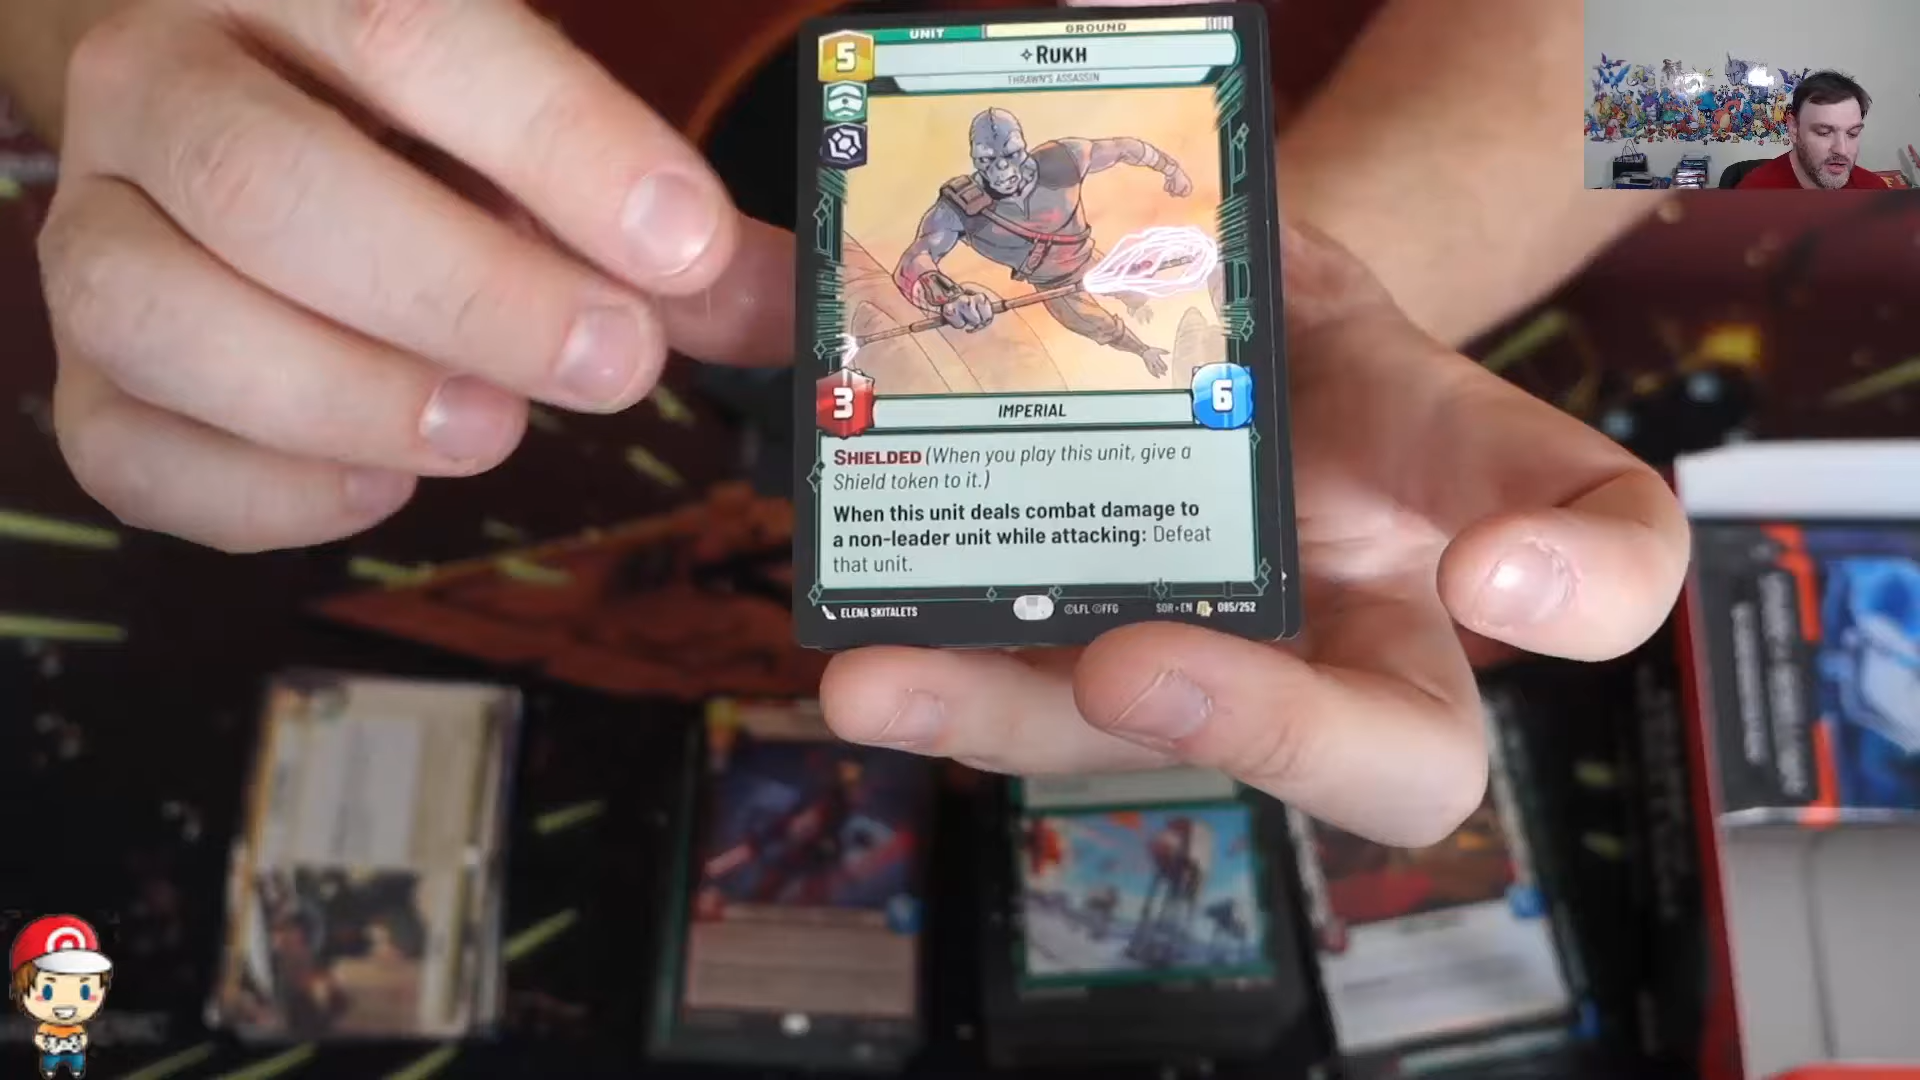 UNIT
GROUND
5
RUKH
THRAWN'S ASSASSIN
3
IMPERIAL
6
SHIELDED (When you play this unit, give a
Shield token to it.)
When this unit deals combat damage to
a non-leader unit while attacking: Defeat
that unit.
ELENA SKITALETS
©LFL ©FFG
SOR • EN
085/252